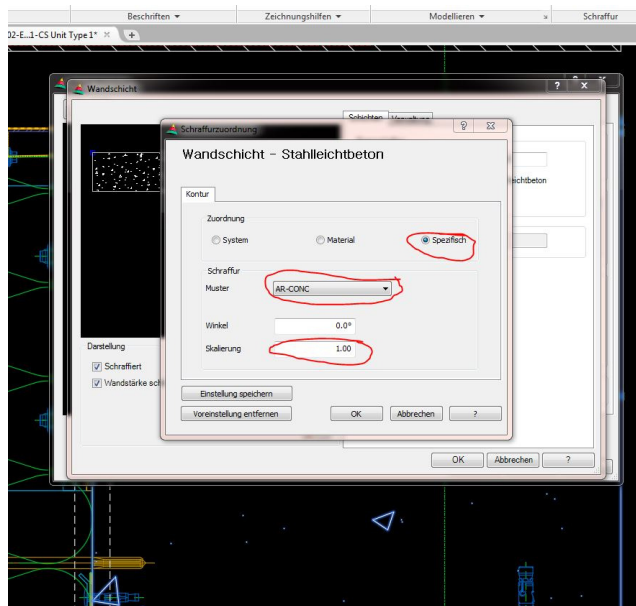 Beschriften Zeichnungshilfen Modellieren Schraffur
02-E...1-CS Unit Type 1*
Wandschicht
Schichten Verwaltung
Schraffurzuordnung
Wandschicht - Stahlleichtbeton
Kontur
Zuordnung
System Material Spezifisch
Schraffur
Muster AR-CONC
Winkel 0.0°
Skalierung 1.00
Einstellung speichern
Voreinstellung entfernen OK Abbrechen ?
ichtbeton
Darstellung
Schraffiert
Wandstärke sch
OK Abbrechen ?